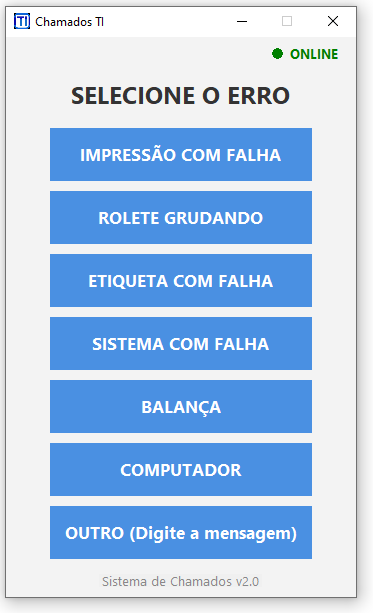 TI Chamados TI
ONLINE
SELECIONE O ERRO
IMPRESSÃO COM FALHA
ROLETE GRUDANDO
ETIQUETA COM FALHA
SISTEMA COM FALHA
BALANÇA
COMPUTADOR
OUTRO (Digite a mensagem)
Sistema de Chamados v2.0